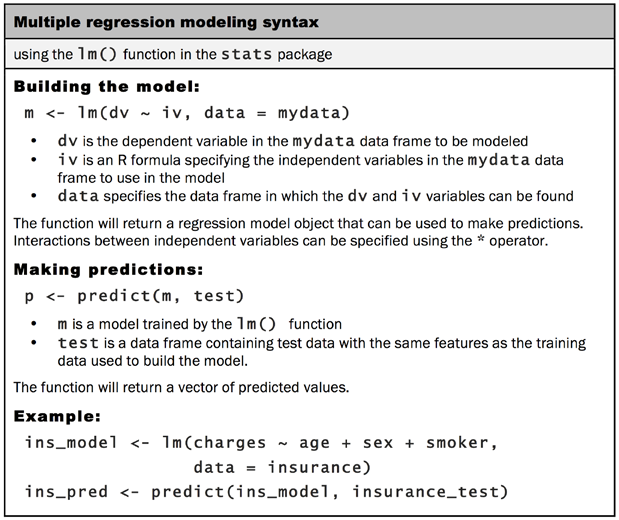 Multiple regression modeling syntax
using the lm() function in the stats package
Building the model:
m <- lm(dv ~ iv, data = mydata)
• dv is the dependent variable in the mydata data frame to be modeled
• iv is an R formula specifying the independent variables in the mydata data
frame to use in the model
• data specifies the data frame in which the dv and iv variables can be found
The function will return a regression model object that can be used to make predictions.
Interactions between independent variables can be specified using the * operator.
Making predictions:
p <- predict(m, test)
• m is a model trained by the lm() function
• test is a data frame containing test data with the same features as the training
data used to build the model.
The function will return a vector of predicted values.
Example:
ins_model <- lm(charges ~ age + sex + smoker,
data = insurance)
ins_pred <- predict(ins_model, insurance_test)